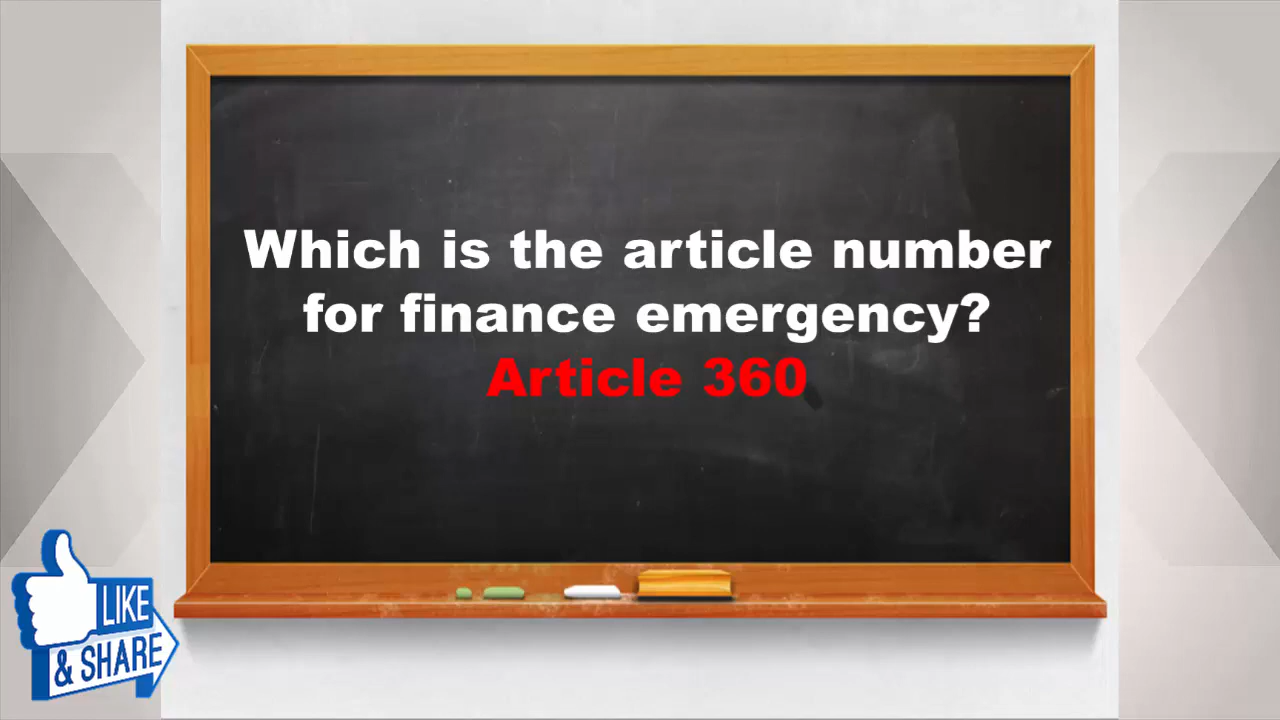 Which is the article number
for finance emergency?
Article 360
LIKE
& SHARE